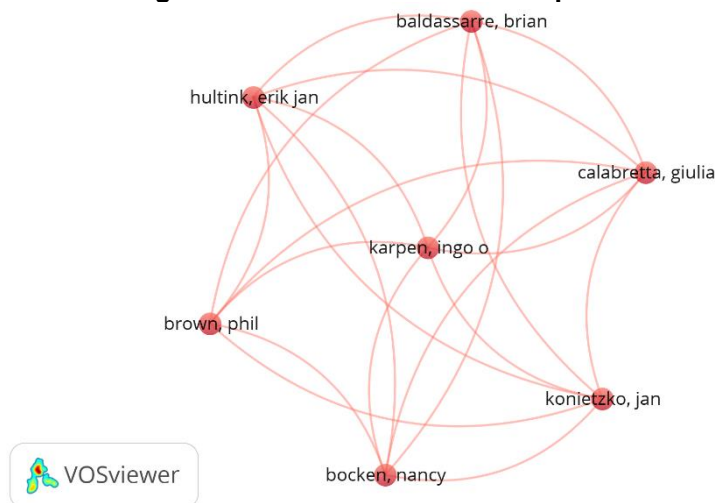 baldassarre, brian
hultink, erik jan
calabretta, giulia
karpen, ingo o
brown, phil
konietzko, jan
bocken, nancy
VOSviewer